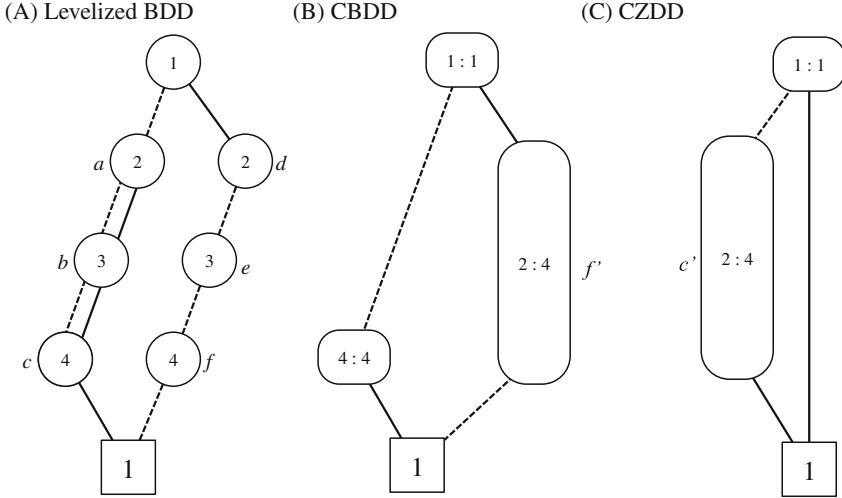 (A) Levelized BDD
(B) CBDD
(C) CZDD
1
1 : 1
1 : 1
a
2
2
d
b
3
3
e
2 : 4
f’
c’
2 : 4
c
4
4
f
4 : 4
1
1
1